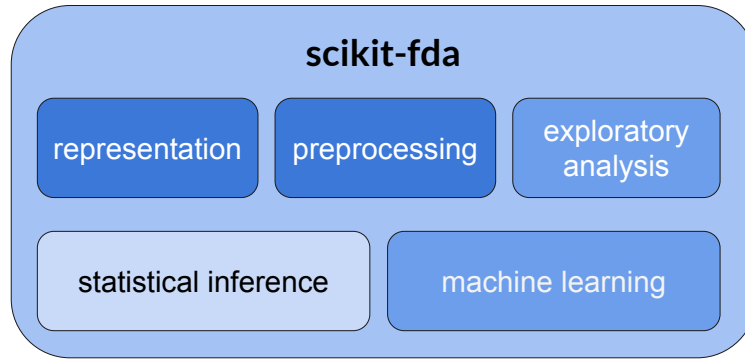 scikit-fda
representation
preprocessing
exploratory
analysis
statistical inference
machine learning